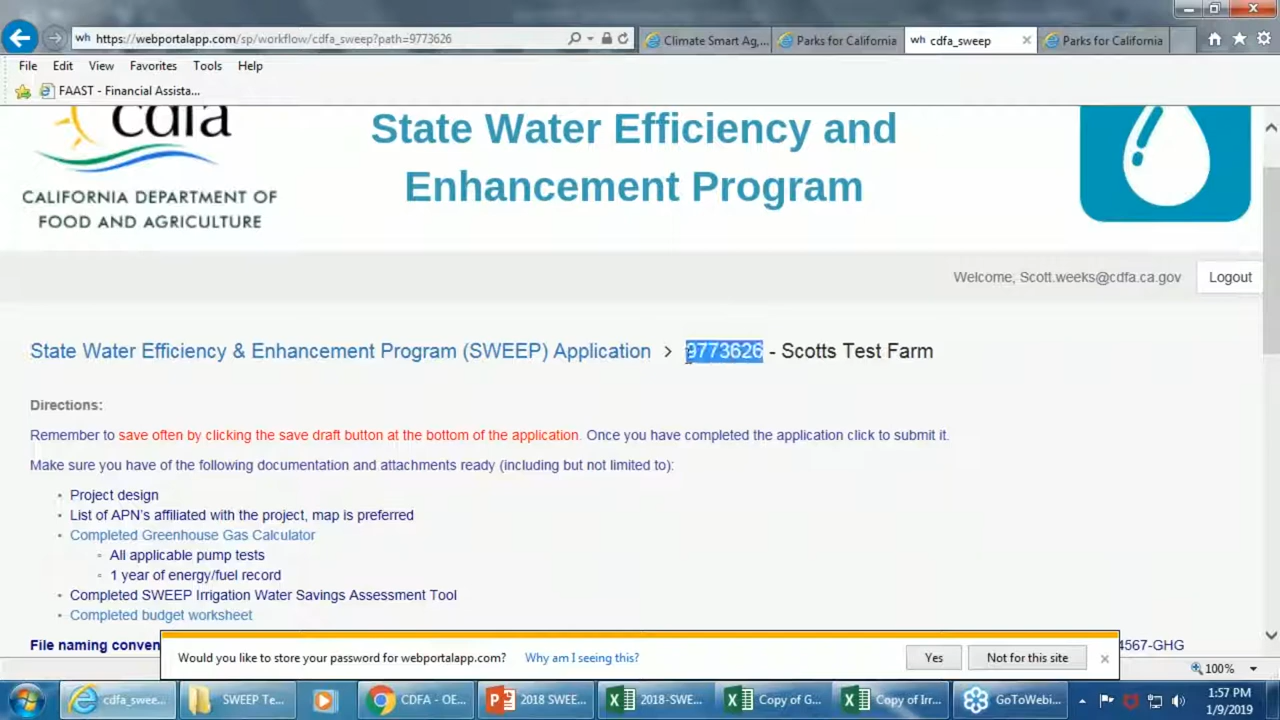 wh https://webportalapp.com/sp/workflow/cdfa_sweep?path=9773626
Climate Smart Ag,...
Parks for California
wh cdfa_sweep
Parks for California
File Edit View Favorites Tools Help
FAAST - Financial Assista...
cdfa
CALIFORNIA DEPARTMENT OF
FOOD AND AGRICULTURE
State Water Efficiency and
Enhancement Program
Welcome, Scott.weeks@cdfa.ca.gov
Logout
State Water Efficiency & Enhancement Program (SWEEP) Application > 9773626 - Scotts Test Farm
Directions:
Remember to save often by clicking the save draft button at the bottom of the application. Once you have completed the application click to submit it.
Make sure you have of the following documentation and attachments ready (including but not limited to):
• Project design
• List of APN's affiliated with the project, map is preferred
• Completed Greenhouse Gas Calculator
◦ All applicable pump tests
◦ 1 year of energy/fuel record
• Completed SWEEP Irrigation Water Savings Assessment Tool
• Completed budget worksheet
File naming conven
4567-GHG
Would you like to store your password for webportalapp.com? Why am I seeing this? Yes Not for this site
100%
cdfa_swee...
SWEEP Te...
CDFA - OE...
2018 SWEE...
2018-SWE...
Copy of G...
Copy of Irr...
GoToWebi...
1:57 PM
1/9/2019